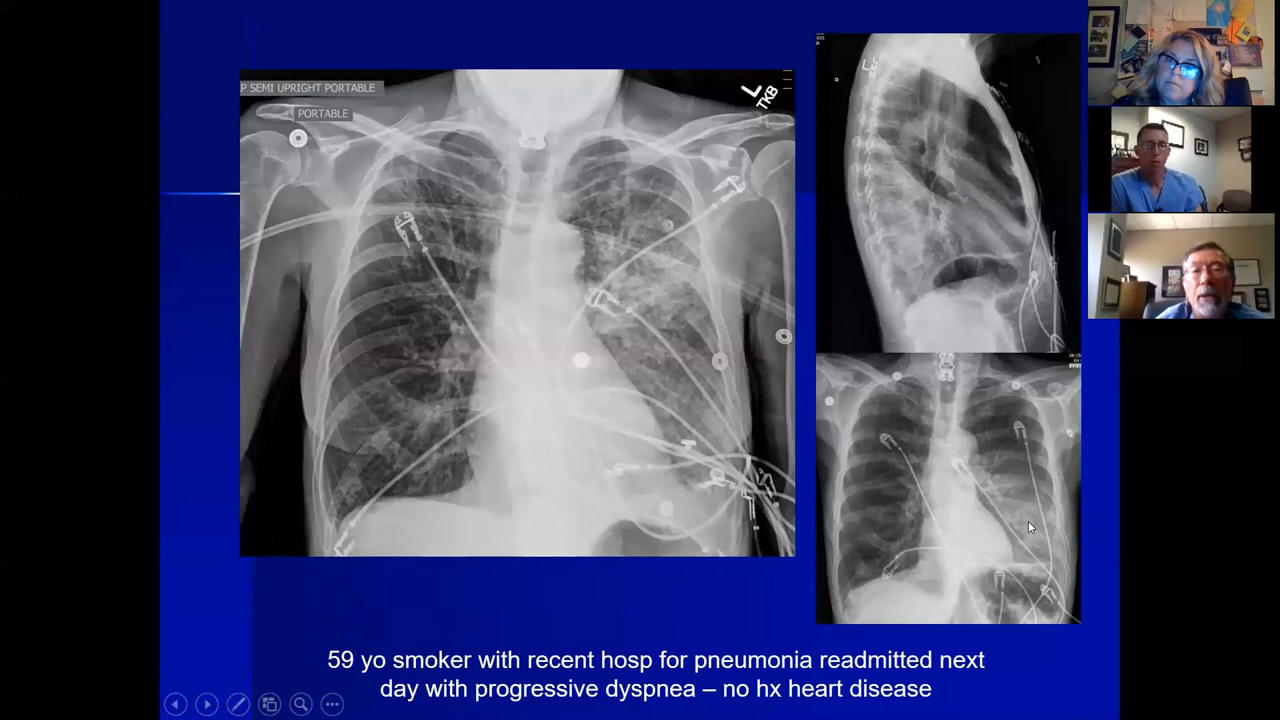 P SEMI UPRIGHT PORTABLE
PORTABLE
L
TKB
59 yo smoker with recent hosp for pneumonia readmitted next
day with progressive dyspnea – no hx heart disease